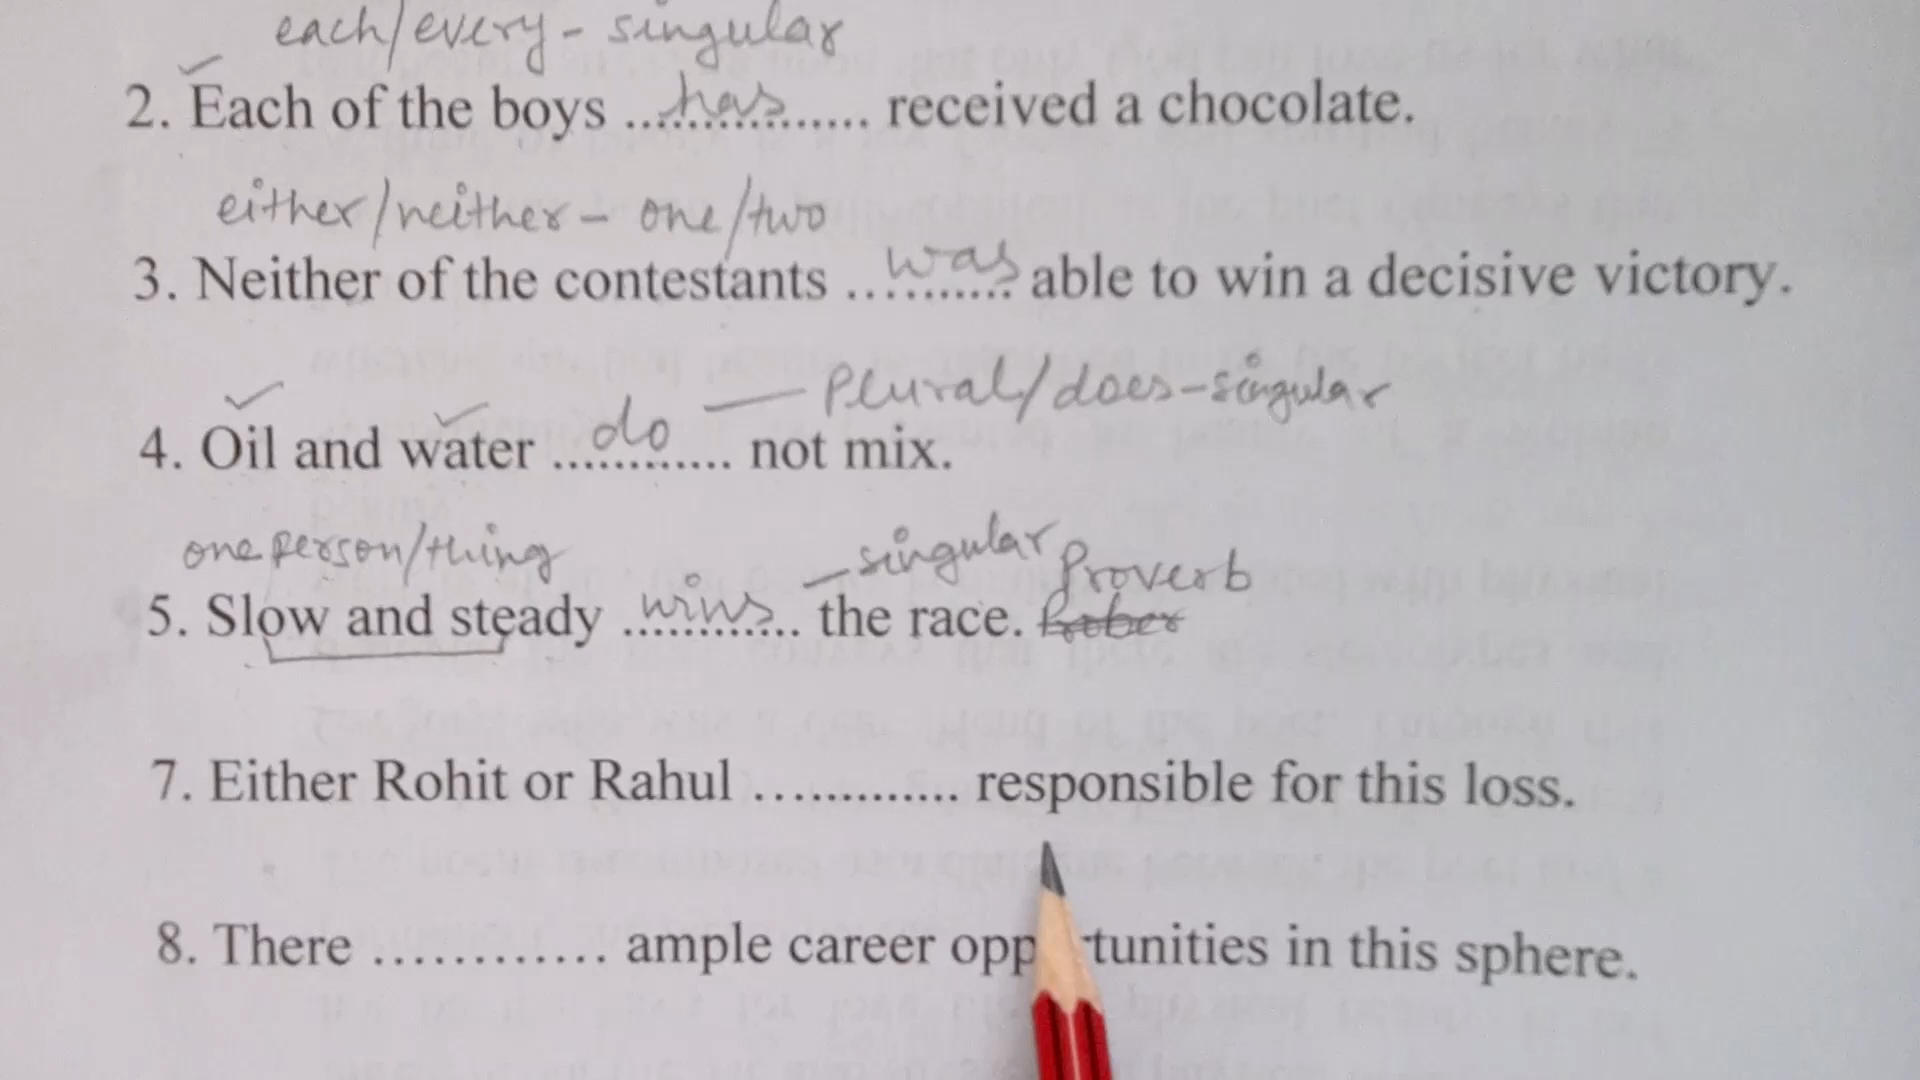 each/every - singular
2. Each of the boys ....has.... received a chocolate.
either/neither - one/two
3. Neither of the contestants ....was.... able to win a decisive victory.
— Plural/does-singular
4. Oil and water ....do.... not mix.
one person/thing — singular Proverb
5. Slow and steady ....wins.... the race.
7. Either Rohit or Rahul ............. responsible for this loss.
8. There ............ ample career opp tunities in this sphere.